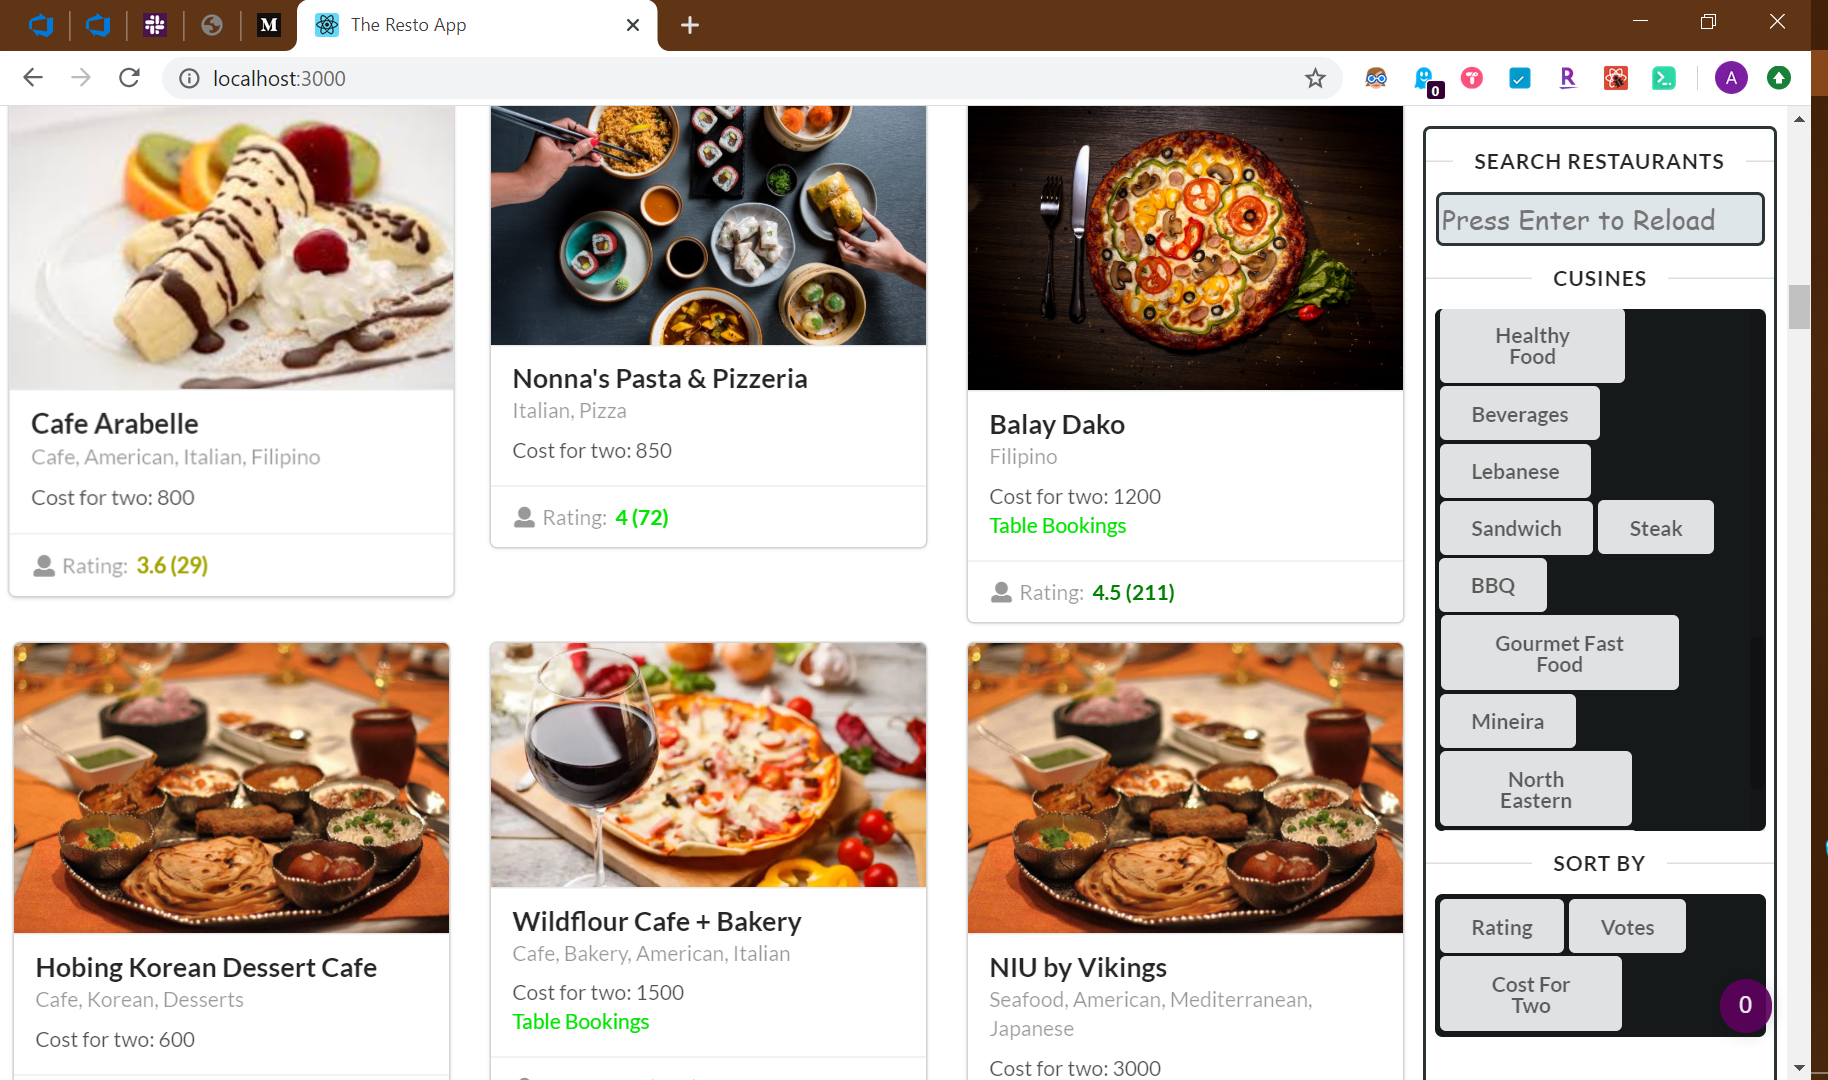 M
The Resto App
localhost:3000
0
R
A
Cafe Arabelle
Cafe, American, Italian, Filipino
Cost for two: 800
Rating: 3.6 (29)
Nonna's Pasta & Pizzeria
Italian, Pizza
Cost for two: 850
Rating: 4 (72)
Balay Dako
Filipino
Cost for two: 1200
Table Bookings
Rating: 4.5 (211)
Hobing Korean Dessert Cafe
Cafe, Korean, Desserts
Cost for two: 600
Wildflour Cafe + Bakery
Cafe, Bakery, American, Italian
Cost for two: 1500
Table Bookings
NIU by Vikings
Seafood, American, Mediterranean,
Japanese
Cost for two: 3000
SEARCH RESTAURANTS
Press Enter to Reload
CUSINES
Healthy
Food
Beverages
Lebanese
Sandwich Steak
BBQ
Gourmet Fast
Food
Mineira
North
Eastern
SORT BY
Rating Votes
Cost For
Two
0